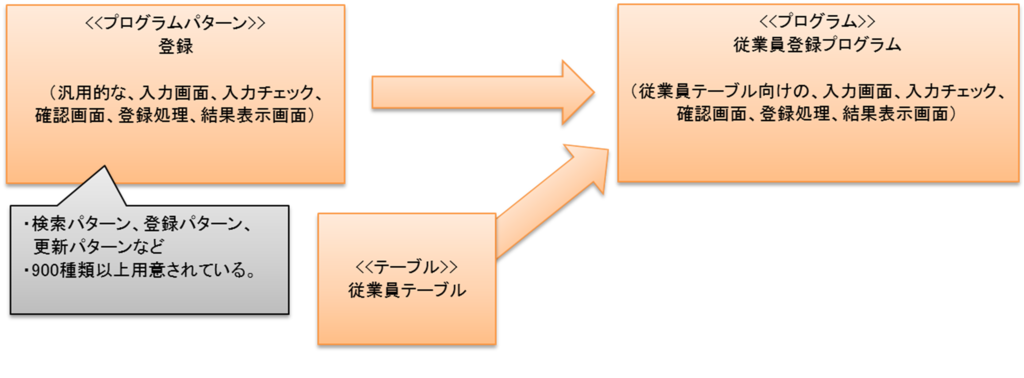 <<プログラムパターン>>
登録
（汎用的な、入力画面、入力チェック、
確認画面、登録処理、結果表示画面）
<<プログラム>>
従業員登録プログラム
（従業員テーブル向けの、入力画面、入力チェック、
確認画面、登録処理、結果表示画面）
・検索パターン、登録パターン、
更新パターンなど
・900種類以上用意されている。
<<テーブル>>
従業員テーブル